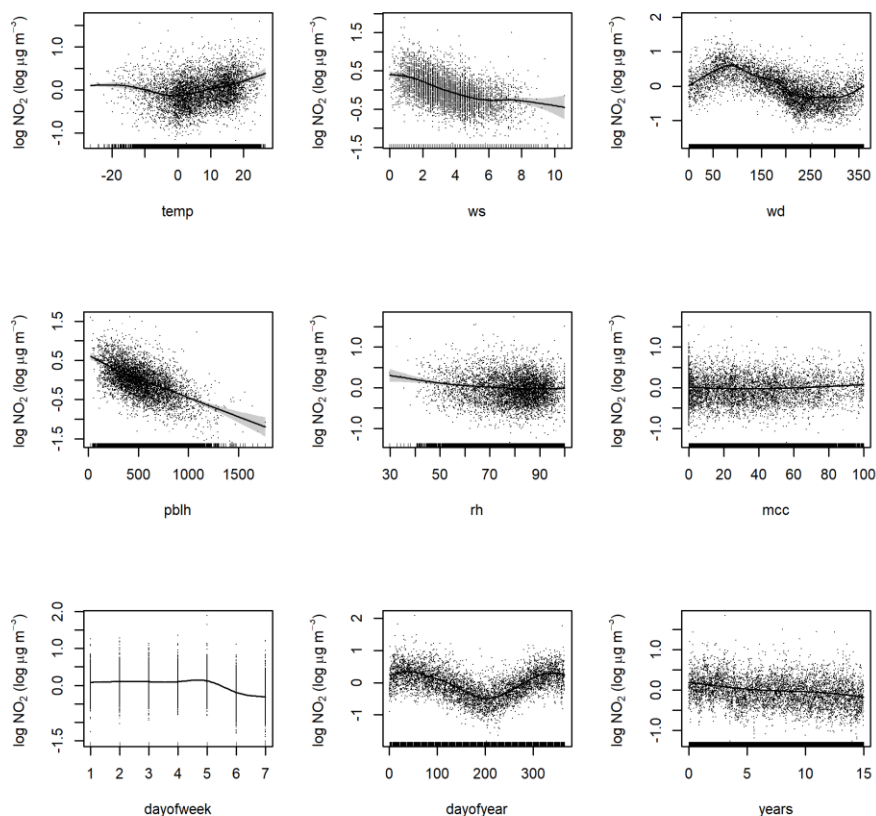 log NO₂ (log µg m⁻³)
1.0
0.0
-1.0
-20 0 10 20
temp
log NO₂ (log µg m⁻³)
1.5
0.5
-0.5
-1.5
0 2 4 6 8 10
ws
log NO₂ (log µg m⁻³)
2
1
0
-1
0 50 150 250 350
wd
log NO₂ (log µg m⁻³)
1.5
0.5
-0.5
-1.5
0 500 1000 1500
pblh
log NO₂ (log µg m⁻³)
1.0
0.0
-1.0
30 50 70 90
rh
log NO₂ (log µg m⁻³)
1.0
0.0
-1.0
0 20 40 60 80 100
mcc
log NO₂ (log µg m⁻³)
2.0
1.0
0.0
-1.5
1 2 3 4 5 6 7
dayofweek
log NO₂ (log µg m⁻³)
2
1
0
-1
0 100 200 300
dayofyear
log NO₂ (log µg m⁻³)
1.0
0.0
-1.0
0 5 10 15
years